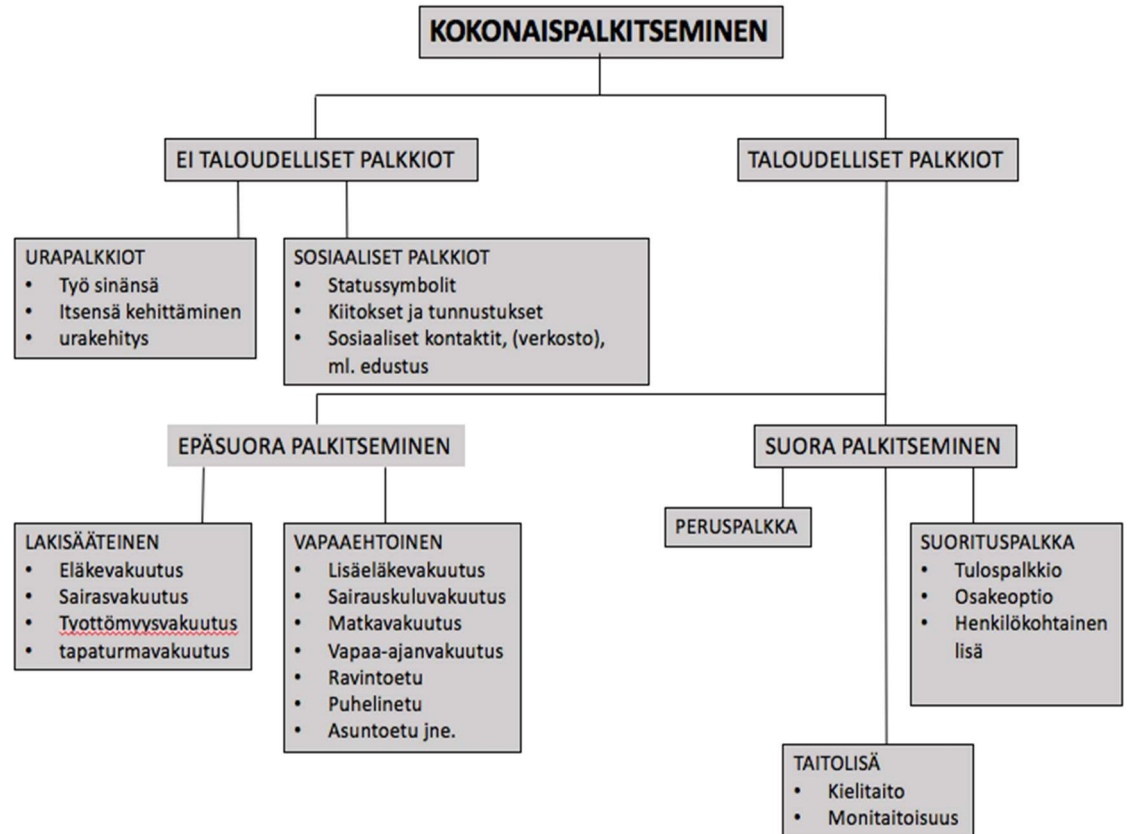 KOKONAISPALKITSEMINEN
EI TALOUDELLISET PALKKIOT
TALOUDELLISET PALKKIOT
URAPALKKIOT
• Työ sinänsä
• Itsensä kehittäminen
• urakehitys
SOSIAALISET PALKKIOT
• Statussymbolit
• Kiitokset ja tunnustukset
• Sosiaaliset kontaktit, (verkosto),
ml. edustus
EPÄSUORA PALKITSEMINEN
SUORA PALKITSEMINEN
LAKISÄÄTEINEN
• Eläkevakuutus
• Sairasvakuutus
• Tyottömyysvakuutus
• tapaturmavakuutus
VAPAAEHTOINEN
• Lisäeläkevakuutus
• Sairauskuluvakuutus
• Matkavakuutus
• Vapaa-ajanvakuutus
• Ravintoetu
• Puhelinetu
• Asuntoetu jne.
PERUSPALKKA
SUORITUSPALKKA
• Tulospalkkio
• Osakeoptio
• Henkilökohtainen
lisä
TAITOLISÄ
• Kielitaito
• Monitaitoisuus